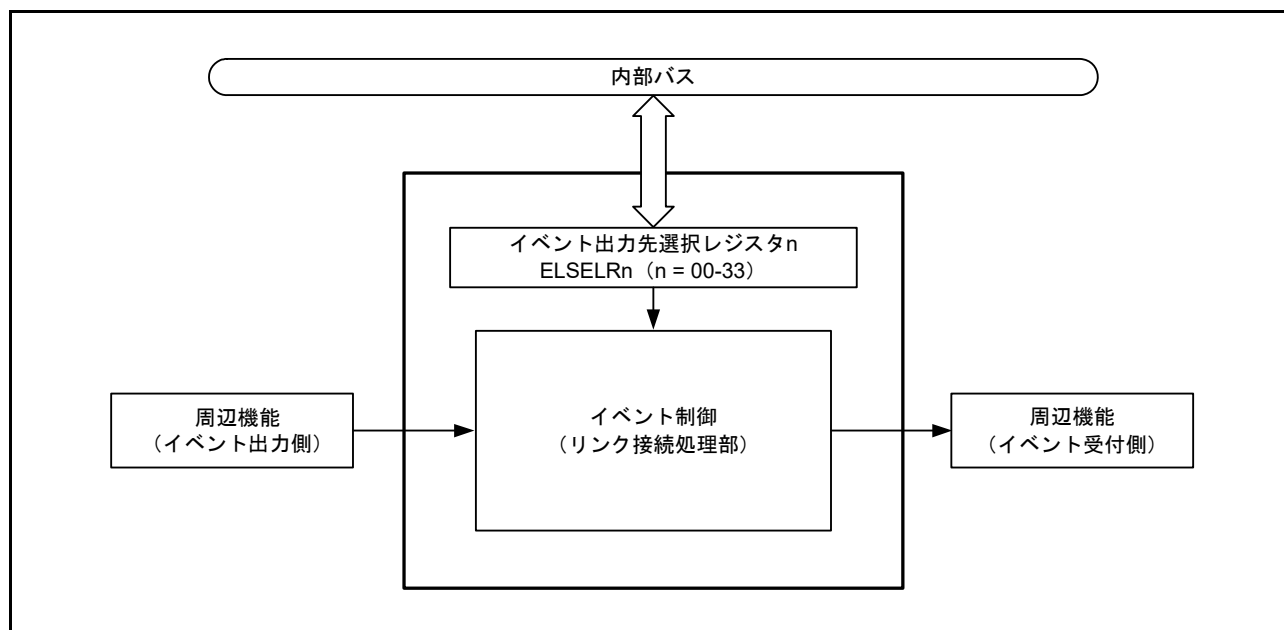 内部バス
イベント出力先選択レジスタn
ELSELRn（n = 00-33）
周辺機能
（イベント出力側）
イベント制御
（リンク接続処理部）
周辺機能
（イベント受付側）